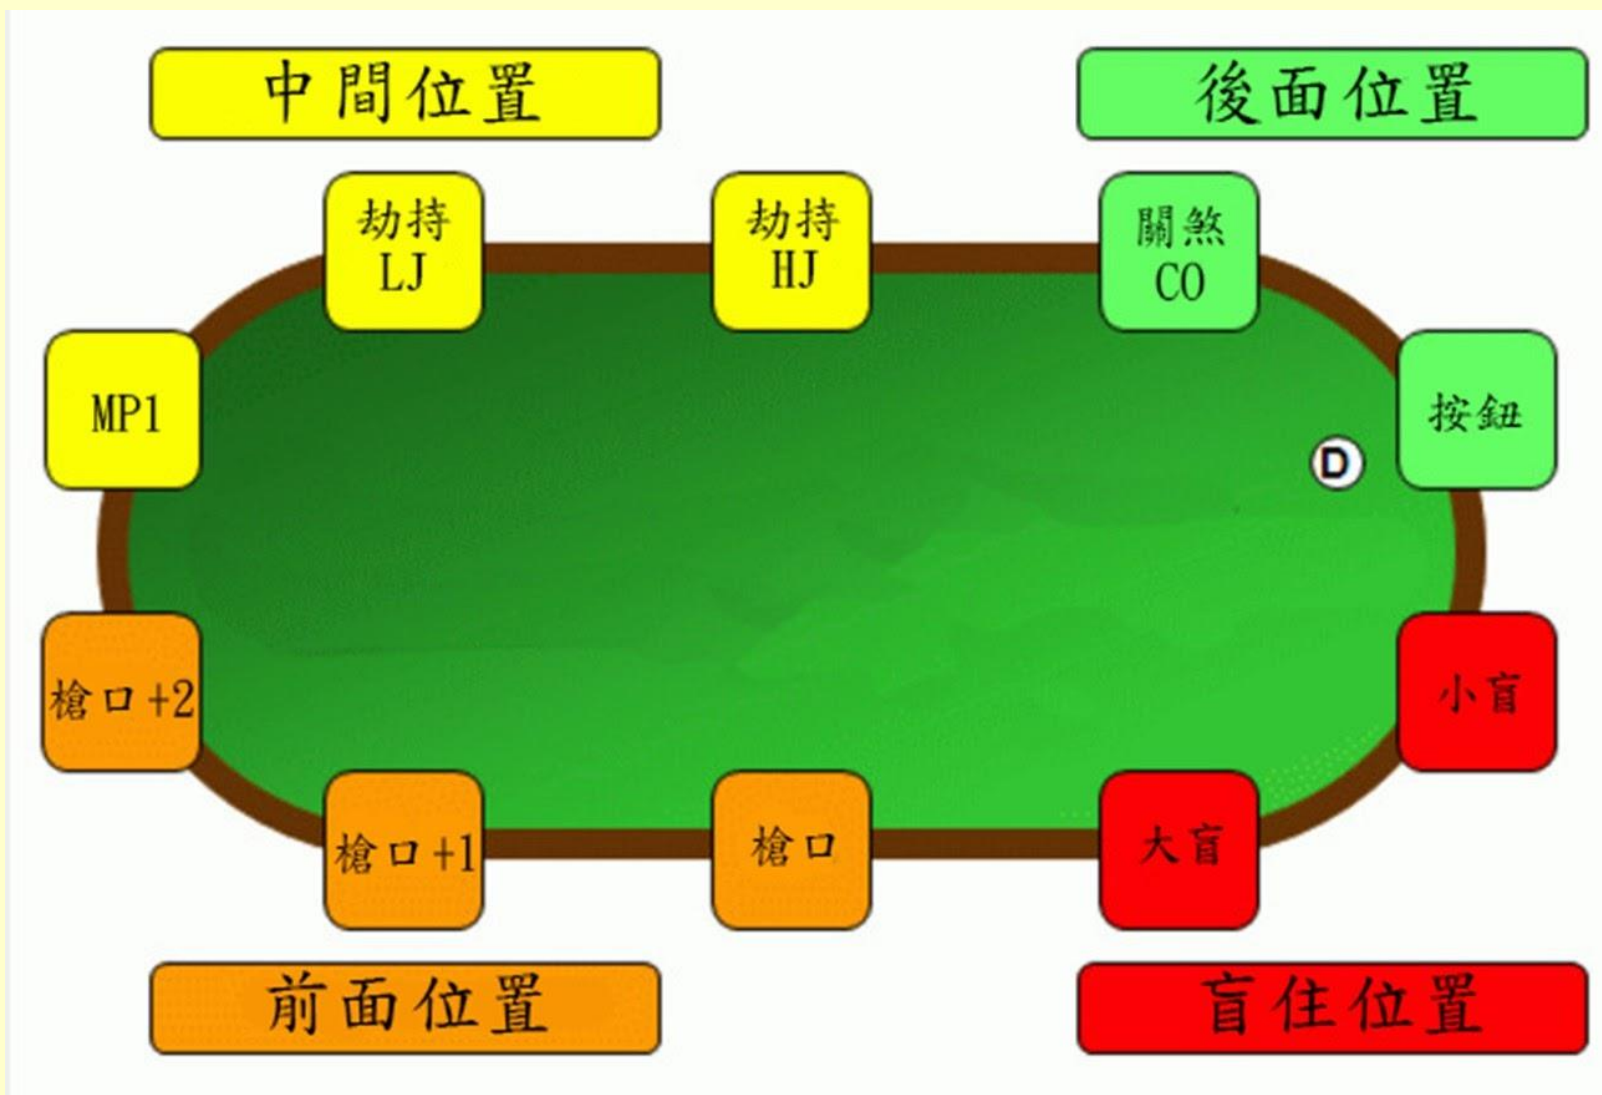 中間位置
後面位置
劫持
LJ
劫持
HJ
關煞
CO
MP1
按鈕
D
槍口+2
小盲
槍口+1
槍口
大盲
前面位置
盲住位置